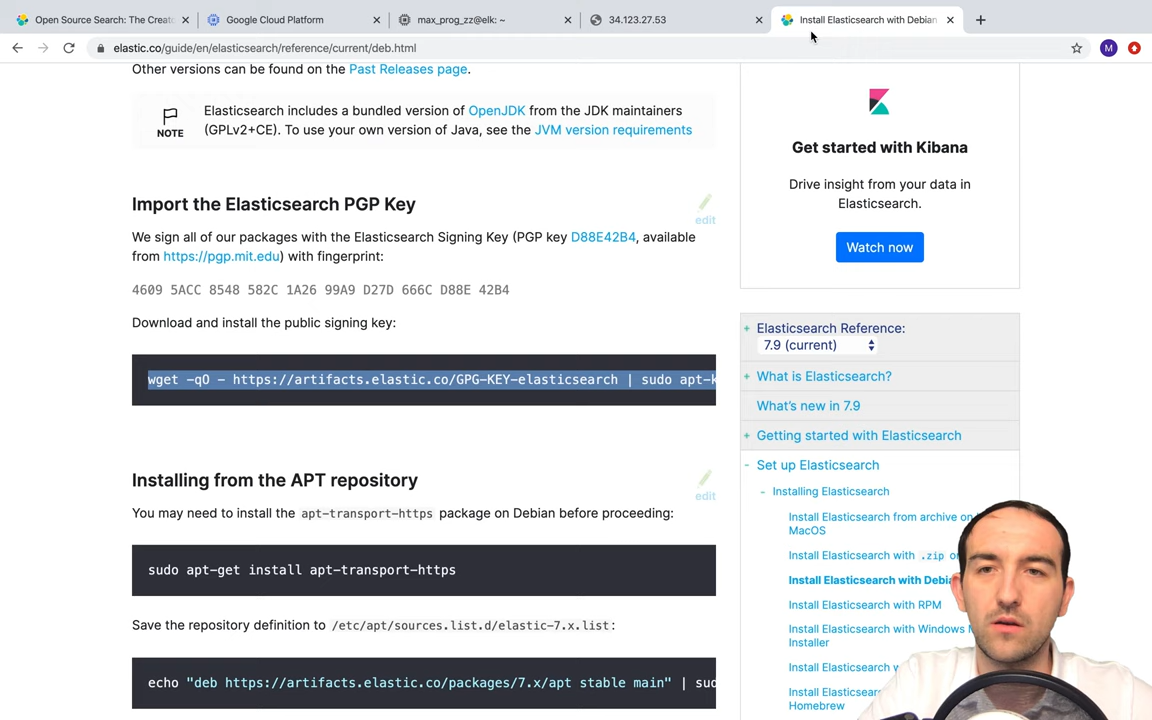 Open Source Search: The Create
Google Cloud Platform
max_prog_zz@elk: ~
34.123.27.53
Install Elasticsearch with Debian
elastic.co/guide/en/elasticsearch/reference/current/deb.html
M
Other versions can be found on the Past Releases page.
NOTE
Elasticsearch includes a bundled version of OpenJDK from the JDK maintainers
(GPLv2+CE). To use your own version of Java, see the JVM version requirements
Import the Elasticsearch PGP Key
edit
We sign all of our packages with the Elasticsearch Signing Key (PGP key D88E42B4, available
from https://pgp.mit.edu) with fingerprint:
4609 5ACC 8548 582C 1A26 99A9 D27D 666C D88E 42B4
Download and install the public signing key:
wget -qO - https://artifacts.elastic.co/GPG-KEY-elasticsearch | sudo apt-k
Installing from the APT repository
edit
You may need to install the apt-transport-https package on Debian before proceeding:
sudo apt-get install apt-transport-https
Save the repository definition to /etc/apt/sources.list.d/elastic-7.x.list:
echo "deb https://artifacts.elastic.co/packages/7.x/apt stable main" | sud
Get started with Kibana
Drive insight from your data in
Elasticsearch.
Watch now
+ Elasticsearch Reference:
7.9 (current)
+ What is Elasticsearch?
What's new in 7.9
+ Getting started with Elasticsearch
- Set up Elasticsearch
- Installing Elasticsearch
Install Elasticsearch from archive on
MacOS
Install Elasticsearch with .zip
Install Elasticsearch with Debia
Install Elasticsearch with RPM
Install Elasticsearch with Windows
Installer
Install Elasticsearch
Install Elasticsearch
Homebrew